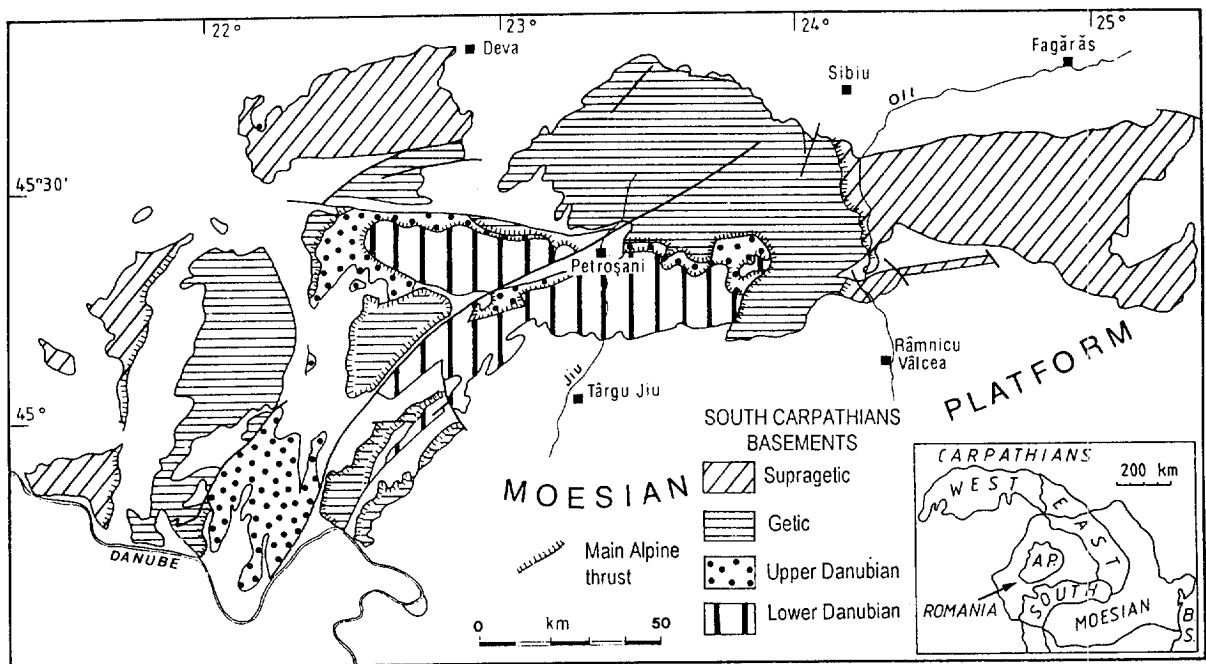 22°
23°
24°
25°
Deva
Sibiu
Fagărăs
Olt
45°30'
Petroşani
Râmnicu
Vâlcea
Jiu
Târgu Jiu
45°
PLATFORM
MOESIAN
DANUBE
SOUTH CARPATHIANS
BASEMENTS
Supragetic
Getic
Upper Danubian
Lower Danubian
Main Alpine
thrust
0 km 50
CARPATHIANS
200 km
WEST
EAST
A.P.
SOUTH
ROMANIA
MOESIAN
B.S.